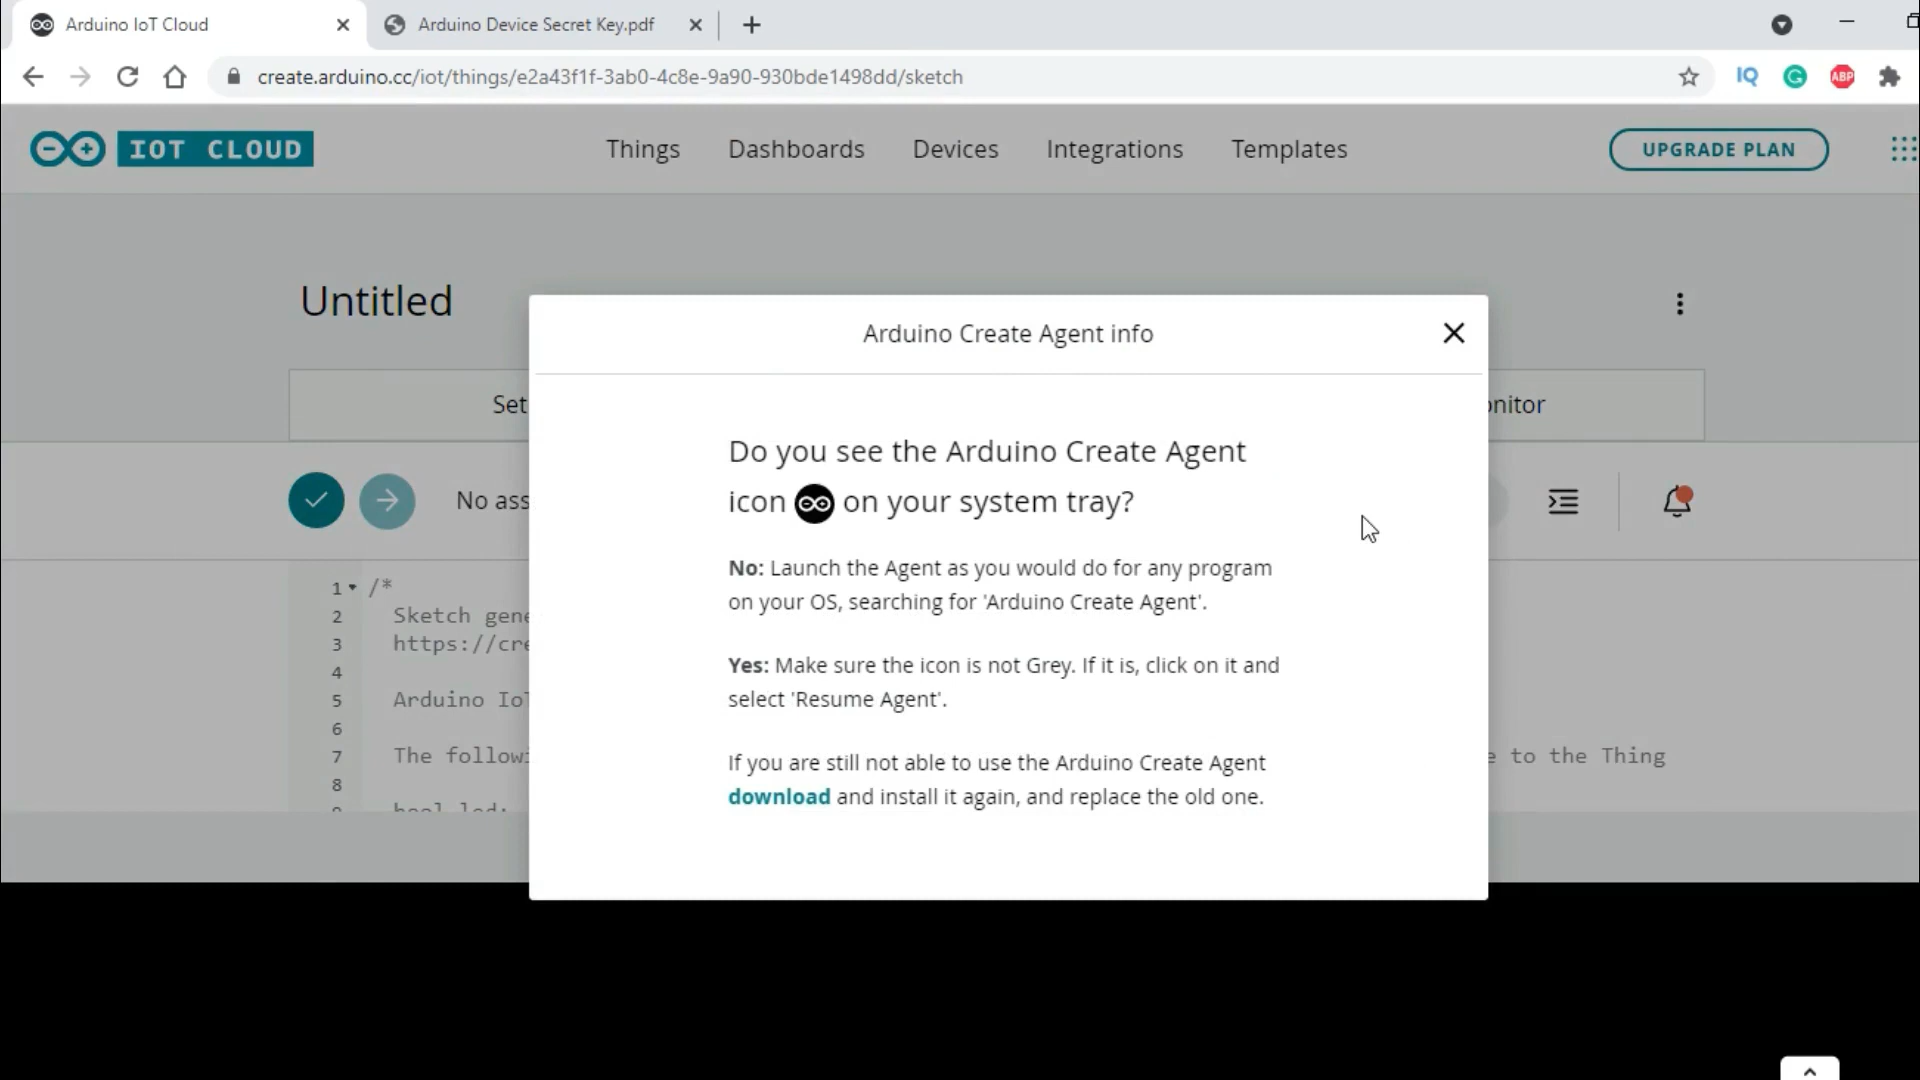 Arduino IoT Cloud
Arduino Device Secret Key.pdf
create.arduino.cc/iot/things/e2a43f1f-3ab0-4c8e-9a90-930bde1498dd/sketch
IQ
G
ABP
IOT CLOUD
Things
Dashboards
Devices
Integrations
Templates
UPGRADE PLAN
Untitled
Arduino Create Agent info
Set
onitor
Do you see the Arduino Create Agent
icon on your system tray?
No ass
No: Launch the Agent as you would do for any program
on your OS, searching for 'Arduino Create Agent'.
Yes: Make sure the icon is not Grey. If it is, click on it and
select 'Resume Agent'.
If you are still not able to use the Arduino Create Agent
download and install it again, and replace the old one.
1 /*
2 Sketch gene
3 https://cre
4
5 Arduino Io
6
7 The followi e to the Thing
8